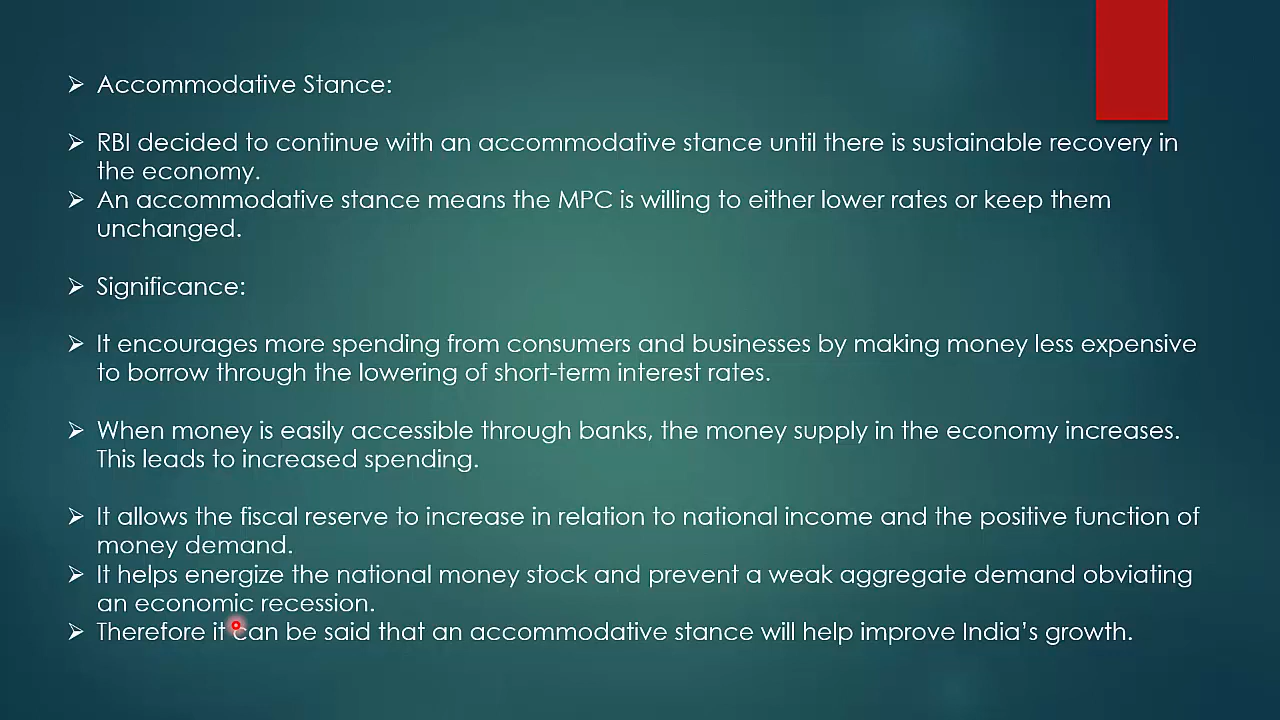 ➢ Accommodative Stance:
➢ RBI decided to continue with an accommodative stance until there is sustainable recovery in
the economy.
➢ An accommodative stance means the MPC is willing to either lower rates or keep them
unchanged.
➢ Significance:
➢ It encourages more spending from consumers and businesses by making money less expensive
to borrow through the lowering of short-term interest rates.
➢ When money is easily accessible through banks, the money supply in the economy increases.
This leads to increased spending.
➢ It allows the fiscal reserve to increase in relation to national income and the positive function of
money demand.
➢ It helps energize the national money stock and prevent a weak aggregate demand obviating
an economic recession.
➢ Therefore it can be said that an accommodative stance will help improve India’s growth.